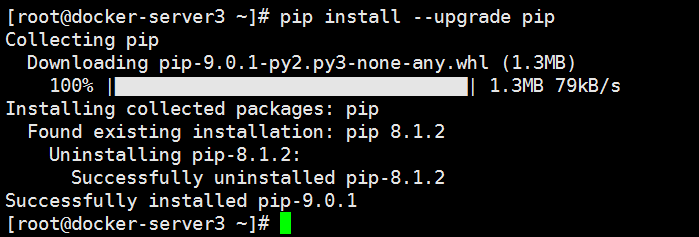 [root@docker-server3 ~]# pip install --upgrade pip
Collecting pip
  Downloading pip-9.0.1-py2.py3-none-any.whl (1.3MB)
    100% |████████████████████████████████| 1.3MB 79kB/s
Installing collected packages: pip
  Found existing installation: pip 8.1.2
    Uninstalling pip-8.1.2:
      Successfully uninstalled pip-8.1.2
Successfully installed pip-9.0.1
[root@docker-server3 ~]#